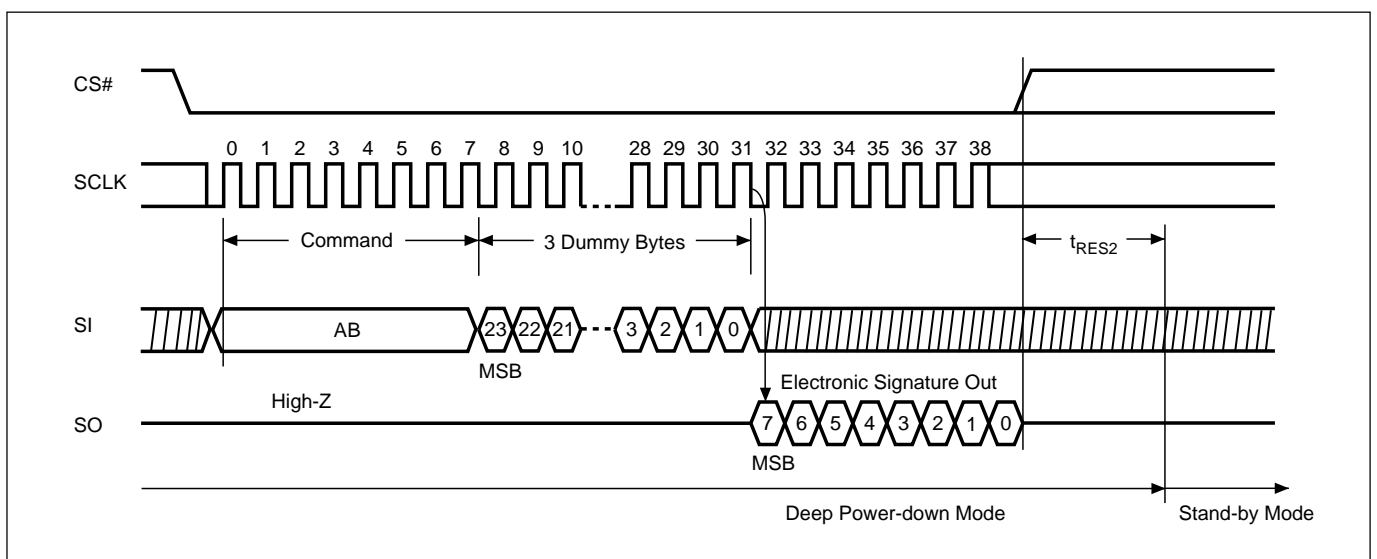 CS#
0 1 2 3 4 5 6 7 8 9 10 28 29 30 31 32 33 34 35 36 37 38
SCLK
Command
3 Dummy Bytes
tRES2
SI
AB
23 22 21 3 2 1 0
MSB
Electronic Signature Out
High-Z
SO
7 6 5 4 3 2 1 0
MSB
Deep Power-down Mode
Stand-by Mode